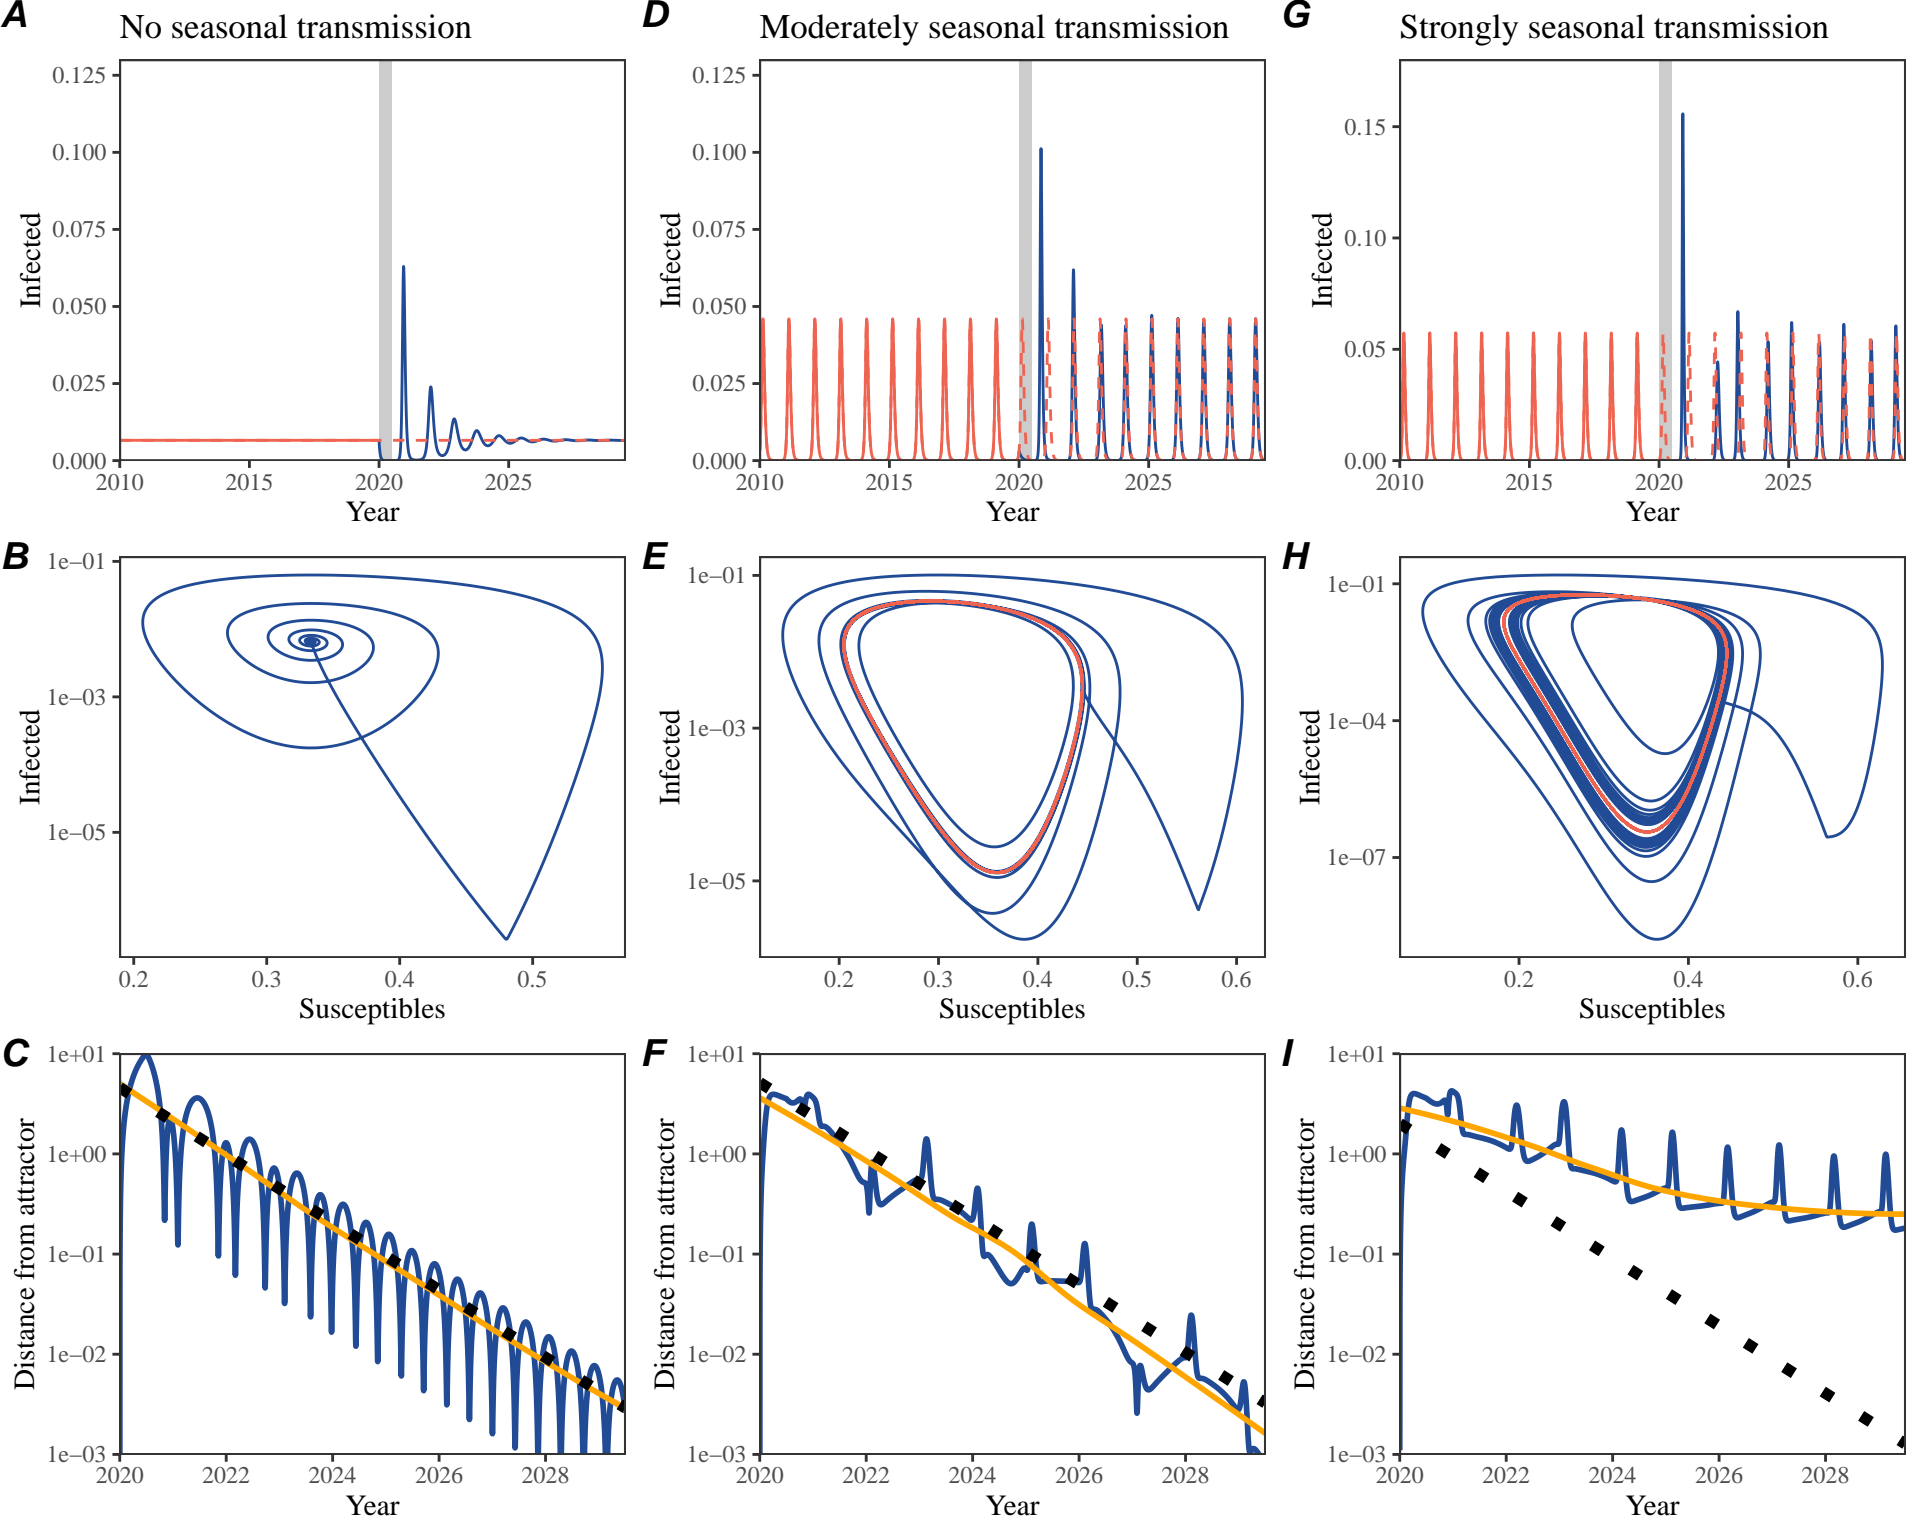 A
No seasonal transmission
0.125
0.100
0.075
0.050
0.025
0.000
Infected
2010
2015
2020
2025
Year
D
Moderately seasonal transmission
0.125
0.100
0.075
0.050
0.025
0.000
Infected
2010
2015
2020
2025
Year
G
Strongly seasonal transmission
0.15
0.10
0.05
0.00
Infected
2010
2015
2020
2025
Year
B
1e−01
1e−03
1e−05
Infected
0.2
0.3
0.4
0.5
Susceptibles
E
1e−01
1e−03
1e−05
Infected
0.2
0.3
0.4
0.5
0.6
Susceptibles
H
1e−01
1e−04
1e−07
Infected
0.2
0.4
0.6
Susceptibles
C
1e+01
1e+00
1e−01
1e−02
1e−03
Distance from attractor
2020
2022
2024
2026
2028
Year
F
1e+01
1e+00
1e−01
1e−02
1e−03
Distance from attractor
2020
2022
2024
2026
2028
Year
I
1e+01
1e+00
1e−01
1e−02
1e−03
Distance from attractor
2020
2022
2024
2026
2028
Year